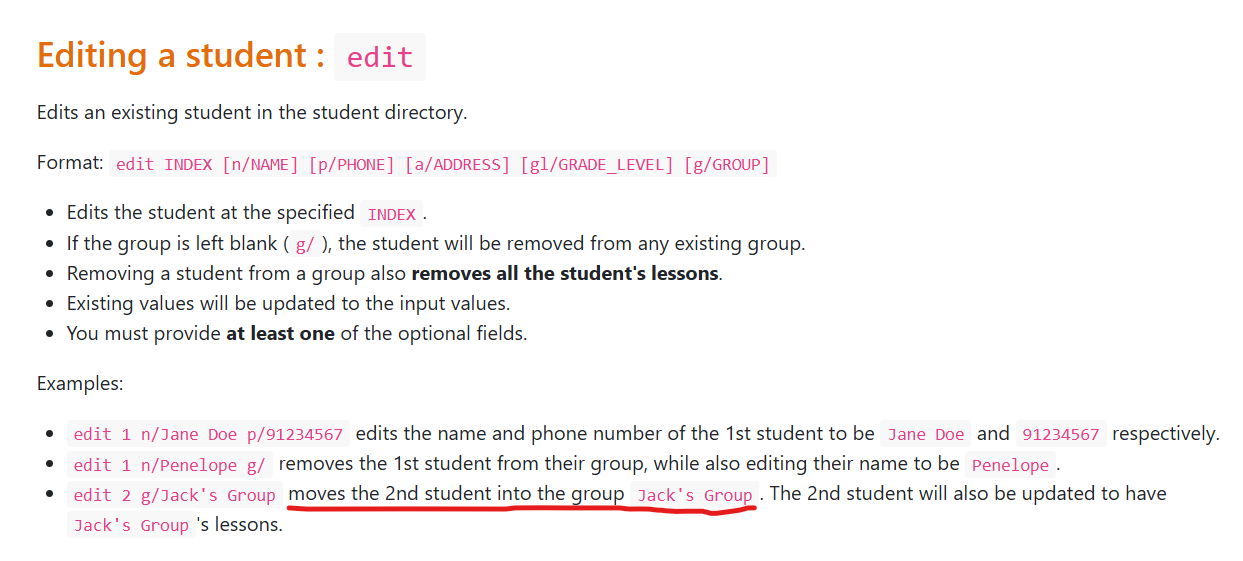 Editing a student : edit
Edits an existing student in the student directory.
Format: edit INDEX [n/NAME] [p/PHONE] [a/ADDRESS] [gl/GRADE_LEVEL] [g/GROUP]
• Edits the student at the specified INDEX .
• If the group is left blank ( g/ ), the student will be removed from any existing group.
• Removing a student from a group also removes all the student's lessons.
• Existing values will be updated to the input values.
• You must provide at least one of the optional fields.
Examples:
• edit 1 n/Jane Doe p/91234567 edits the name and phone number of the 1st student to be Jane Doe and 91234567 respectively.
• edit 1 n/Penelope g/ removes the 1st student from their group, while also editing their name to be Penelope .
• edit 2 g/Jack's Group moves the 2nd student into the group Jack's Group . The 2nd student will also be updated to have
Jack's Group 's lessons.